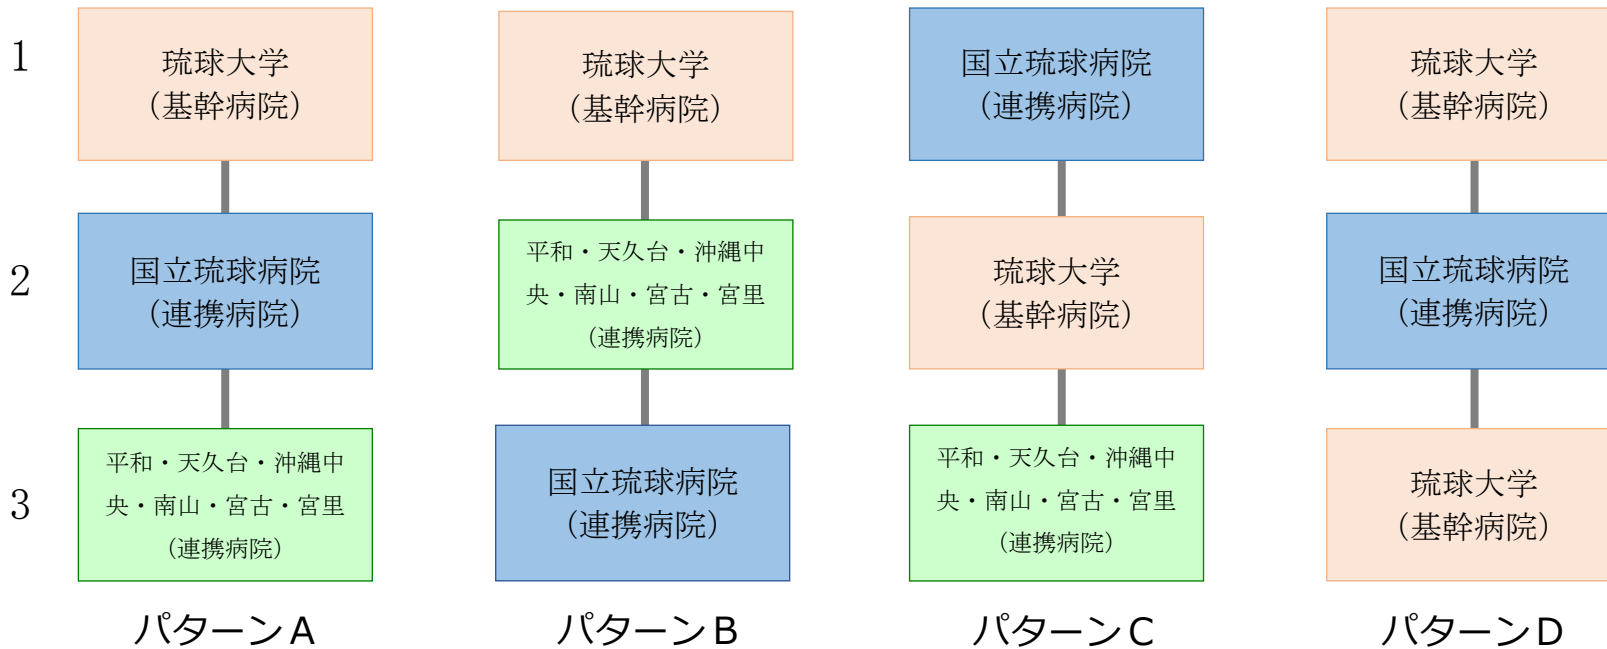 1
琉球大学
（基幹病院）
琉球大学
（基幹病院）
国立琉球病院
（連携病院）
琉球大学
（基幹病院）
2
国立琉球病院
（連携病院）
平和・天久台・沖縄中
央・南山・宮古・宮里
（連携病院）
琉球大学
（基幹病院）
国立琉球病院
（連携病院）
3
平和・天久台・沖縄中
央・南山・宮古・宮里
（連携病院）
国立琉球病院
（連携病院）
平和・天久台・沖縄中
央・南山・宮古・宮里
（連携病院）
琉球大学
（基幹病院）
パターンA
パターンB
パターンC
パターンD